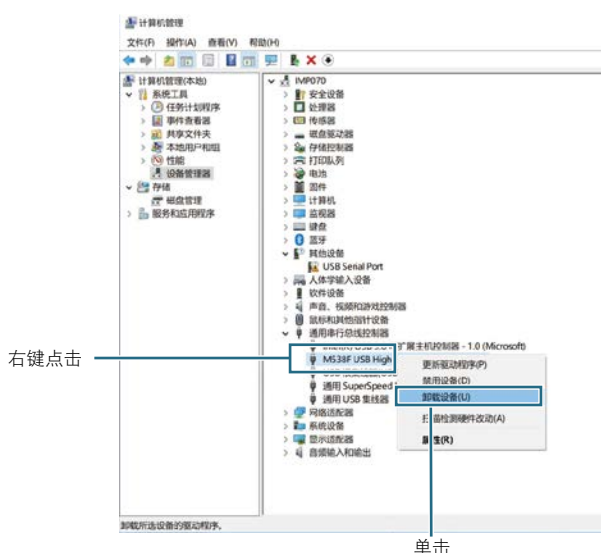 计算机管理
文件(F) 操作(A) 查看(V) 帮助(H)
计算机管理(本地)
系统工具
任务计划程序
事件查看器
共享文件夹
本地用户和组
性能
设备管理器
存储
磁盘管理
服务和应用程序
IMP070
安全设备
处理器
传感器
磁盘驱动器
存储控制器
打印队列
电池
固件
计算机
监视器
键盘
蓝牙
其他设备
USB Serial Port
人体学输入设备
软件设备
声音、视频和游戏控制器
鼠标和其他指针设备
通用串行总线控制器
扩展主机控制器 - 1.0 (Microsoft)
MS38F USB High
通用 SuperSpeed
通用 USB 集线器
网络适配器
系统设备
显示适配器
音频输入和输出
更新驱动程序(P)
禁用设备(D)
卸载设备(U)
扫描检测硬件改动(A)
属性(R)
右键点击
卸载所选设备的驱动程序。
单击